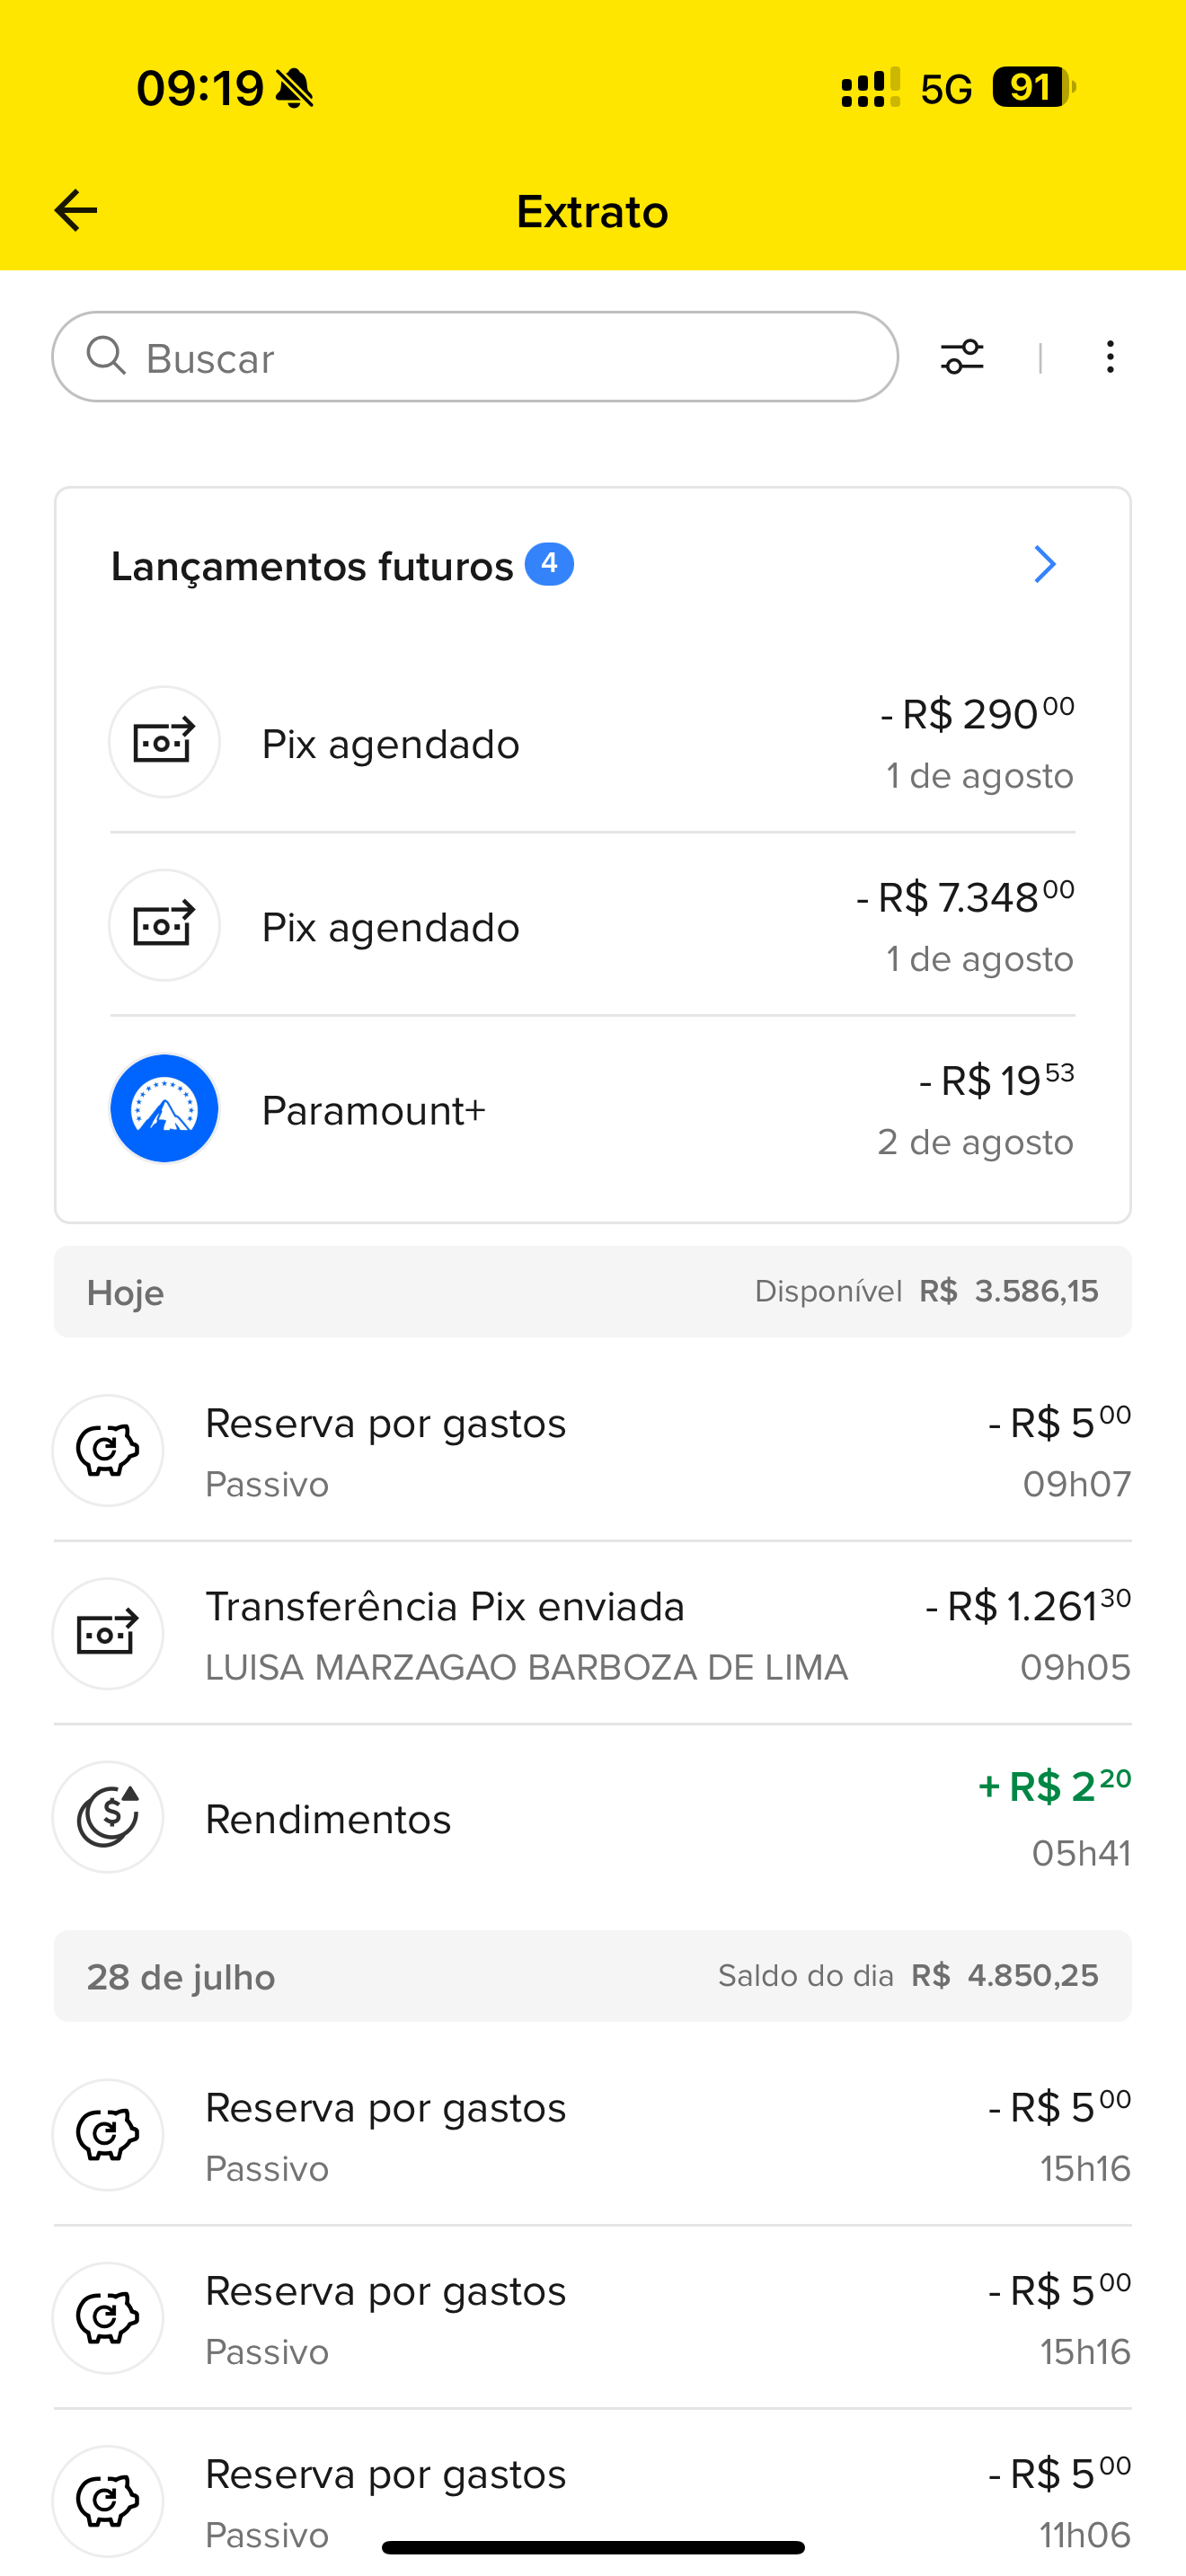 09:19
5G 91
Extrato
Buscar
Lançamentos futuros 4
Pix agendado
- R$ 290 00
1 de agosto
Pix agendado
- R$ 7.348 00
1 de agosto
Paramount+
- R$ 19 53
2 de agosto
Hoje
Disponível R$ 3.586,15
Reserva por gastos
- R$ 5 00
Passivo
09h07
Transferência Pix enviada
- R$ 1.261 30
LUISA MARZAGAO BARBOZA DE LIMA
09h05
Rendimentos
+ R$ 2 20
05h41
28 de julho
Saldo do dia R$ 4.850,25
Reserva por gastos
- R$ 5 00
Passivo
15h16
Reserva por gastos
- R$ 5 00
Passivo
15h16
Reserva por gastos
- R$ 5 00
Passivo
11h06